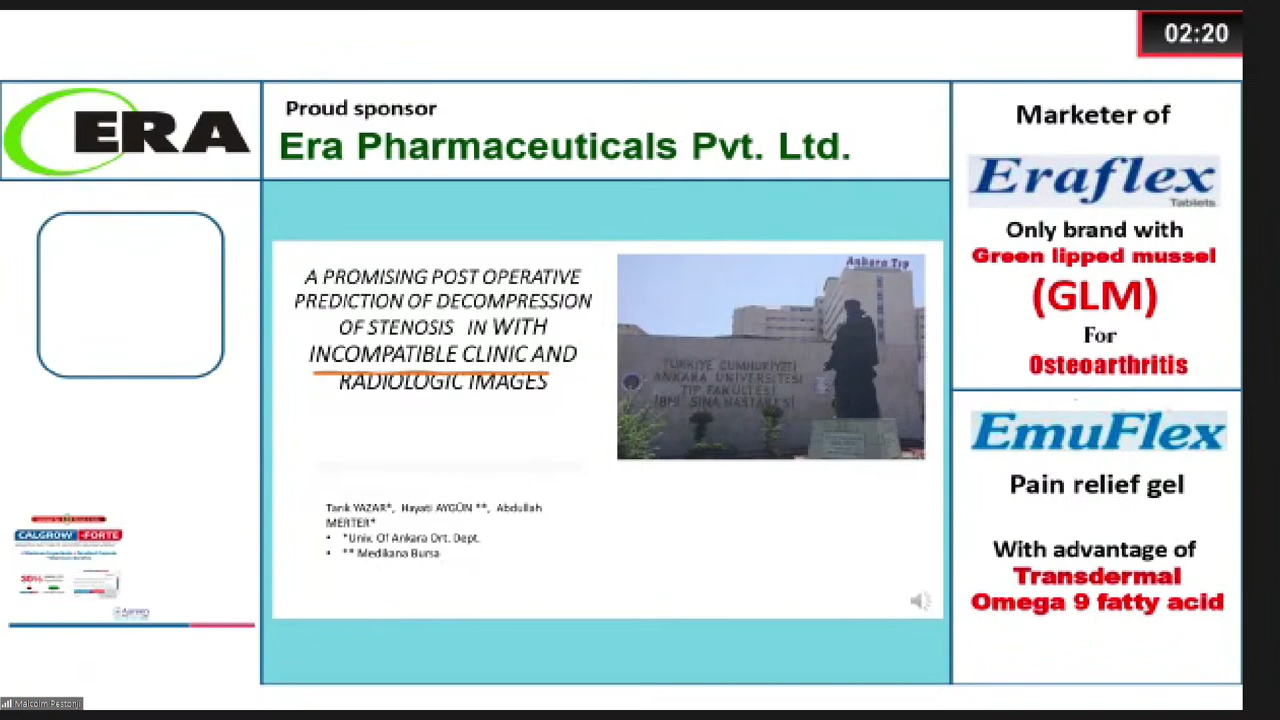 02:20
ERA
Proud sponsor
Era Pharmaceuticals Pvt. Ltd.
Marketer of
Eraflex
Tablets
Only brand with
Green lipped mussel
(GLM)
For
Osteoarthritis
EmuFlex
Pain relief gel
With advantage of
Transdermal
Omega 9 fatty acid
A PROMISING POST OPERATIVE
PREDICTION OF DECOMPRESSION
OF STENOSIS IN WITH
INCOMPATIBLE CLINIC AND
RADIOLOGIC IMAGES
Ankara Tıp
TÜRKİYE CUMHURİYETİ
ANKARA ÜNİVERSİTESİ
TIP FAKÜLTESİ
İBNİ SİNA HASTANESİ
Tarık YAZAR*, Hayati AYGÜN **, Abdullah
MERTER*
• *Univ. Of Ankara Ort. Dept.
• ** Medikana Bursa
CALGROW -FORTE
50%
Malcolm Pestonji